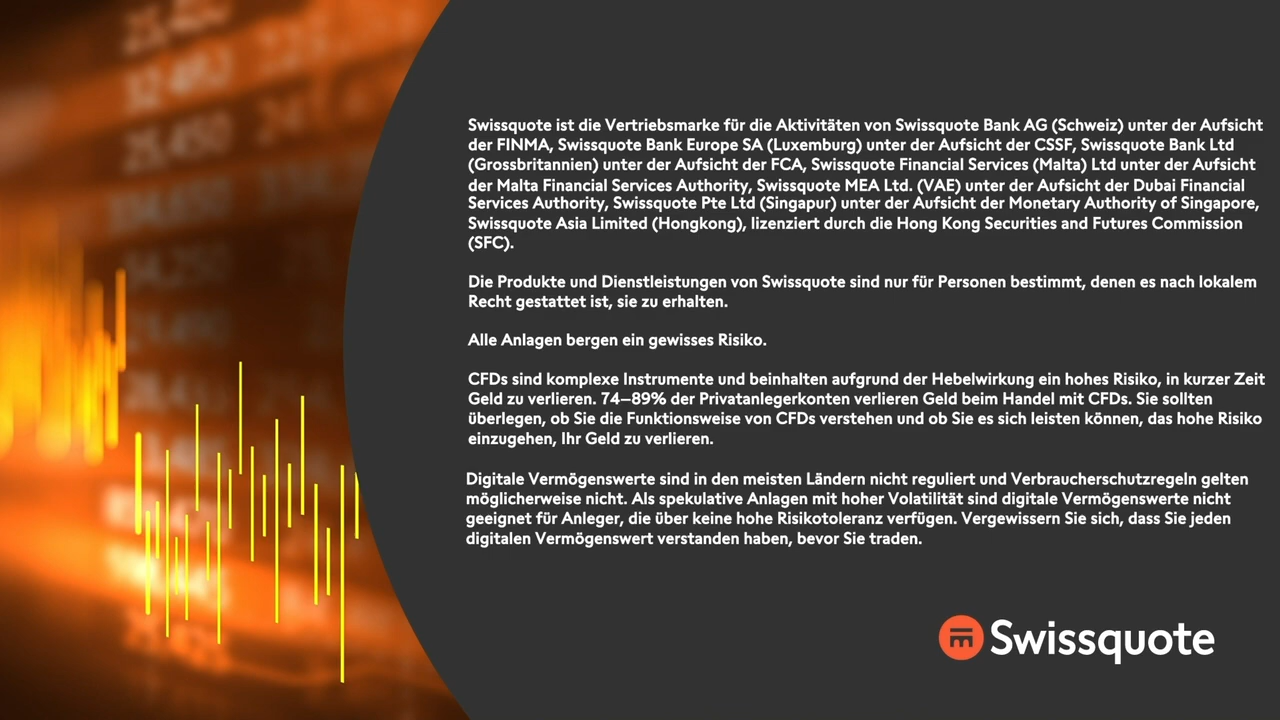 Swissquote ist die Vertriebsmarke für die Aktivitäten von Swissquote Bank AG (Schweiz) unter der Aufsicht
der FINMA, Swissquote Bank Europe SA (Luxemburg) unter der Aufsicht der CSSF, Swissquote Bank Ltd
(Grossbritannien) unter der Aufsicht der FCA, Swissquote Financial Services (Malta) Ltd unter der Aufsicht
der Malta Financial Services Authority, Swissquote MEA Ltd. (VAE) unter der Aufsicht der Dubai Financial
Services Authority, Swissquote Pte Ltd (Singapur) unter der Aufsicht der Monetary Authority of Singapore,
Swissquote Asia Limited (Hongkong), lizenziert durch die Hong Kong Securities and Futures Commission
(SFC).
Die Produkte und Dienstleistungen von Swissquote sind nur für Personen bestimmt, denen es nach lokalem
Recht gestattet ist, sie zu erhalten.
Alle Anlagen bergen ein gewisses Risiko.
CFDs sind komplexe Instrumente und beinhalten aufgrund der Hebelwirkung ein hohes Risiko, in kurzer Zeit
Geld zu verlieren. 74–89% der Privatanlegerkonten verlieren Geld beim Handel mit CFDs. Sie sollten
überlegen, ob Sie die Funktionsweise von CFDs verstehen und ob Sie es sich leisten können, das hohe Risiko
einzugehen, Ihr Geld zu verlieren.
Digitale Vermögenswerte sind in den meisten Ländern nicht reguliert und Verbraucherschutzregeln gelten
möglicherweise nicht. Als spekulative Anlagen mit hoher Volatilität sind digitale Vermögenswerte nicht
geeignet für Anleger, die über keine hohe Risikotoleranz verfügen. Vergewissern Sie sich, dass Sie jeden
digitalen Vermögenswert verstanden haben, bevor Sie traden.
Swissquote